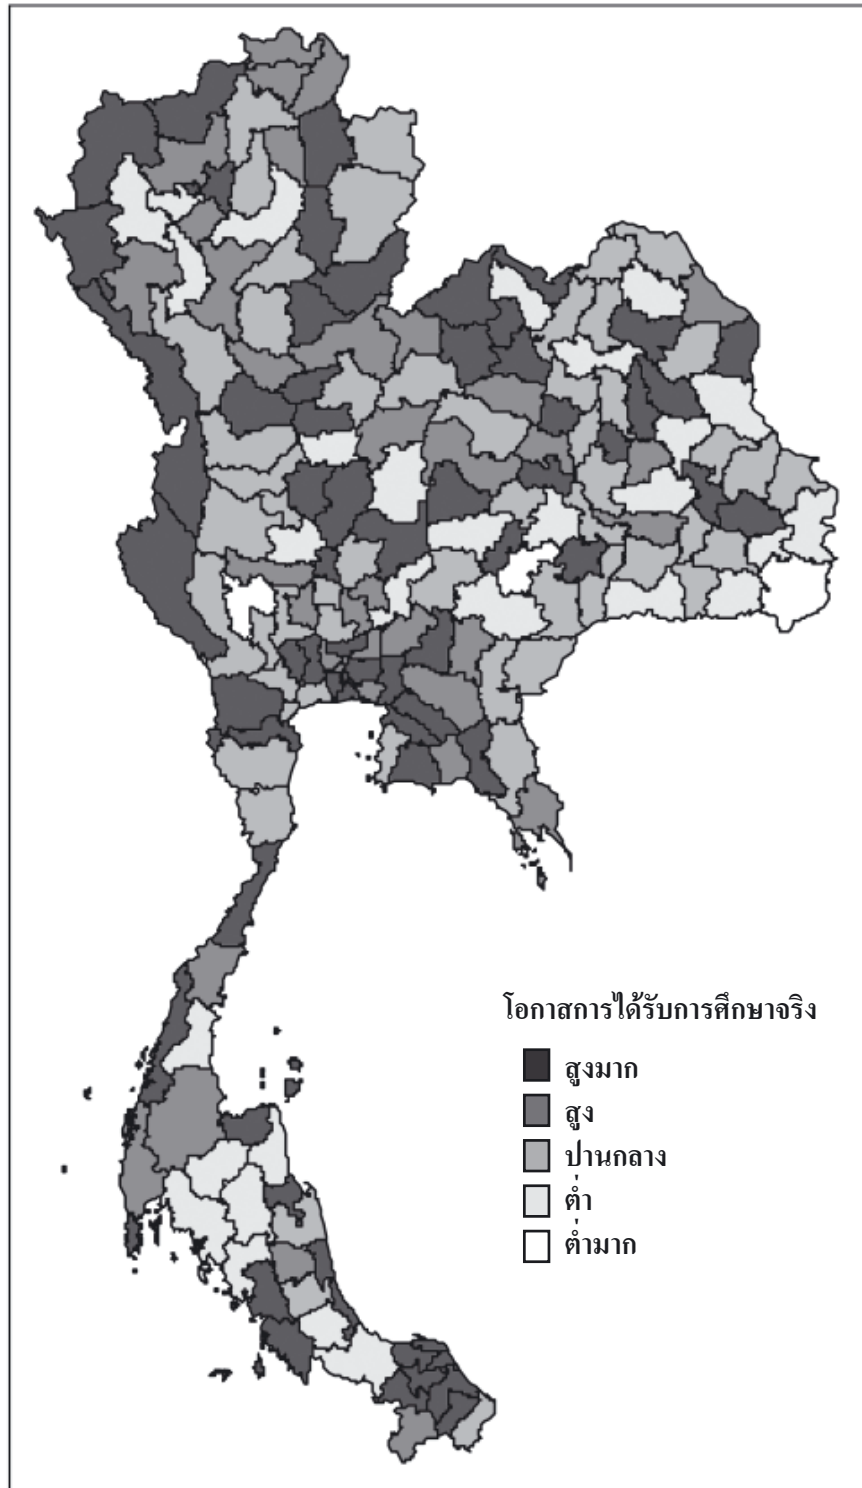 โอกาสการได้รับการศึกษาจริง
สูงมาก
สูง
ปานกลาง
ต่ำ
ต่ำมาก